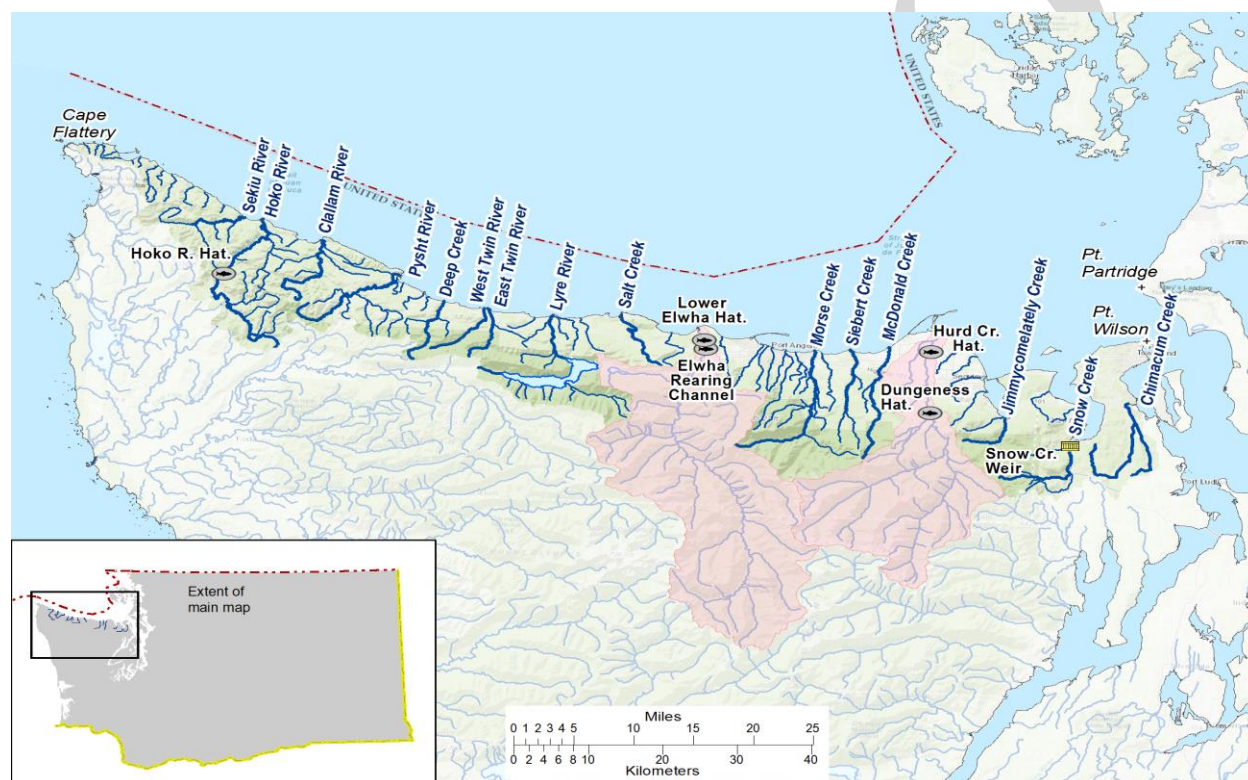 Cape
Flattery
Sekiu River
Hoko River
Clallam River
Pysht River
Deep Creek
West Twin River
East Twin River
Lyre River
Salt Creek
Morse Creek
Siebert Creek
McDonald Creek
Jimmycomelately Creek
Snow Creek
Chimacum Creek
UNITED STATES
UNITED STATES
Hoko R. Hat.
Lower
Elwha Hat.
Elwha
Rearing
Channel
Port Ang
Hurd Cr.
Hat.
Dungeness
Hat.
Snow Cr.
Weir
Pt.
Partridge
Pt.
Wilson
Port Lud
Extent of
main map
Miles
0 1 2 3 4 5 10 15 20 25
0 2 4 6 8 10 20 30 40
Kilometers